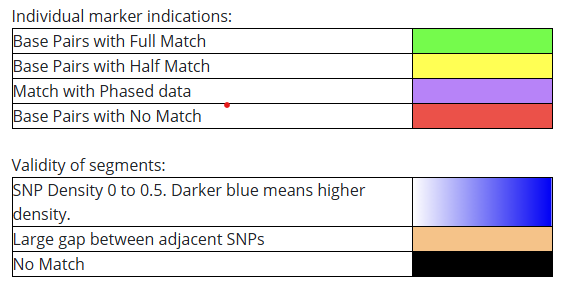 Individual marker indications:
Base Pairs with Full Match
Base Pairs with Half Match
Match with Phased data
Base Pairs with No Match
Validity of segments:
SNP Density 0 to 0.5. Darker blue means higher
density.
Large gap between adjacent SNPs
No Match